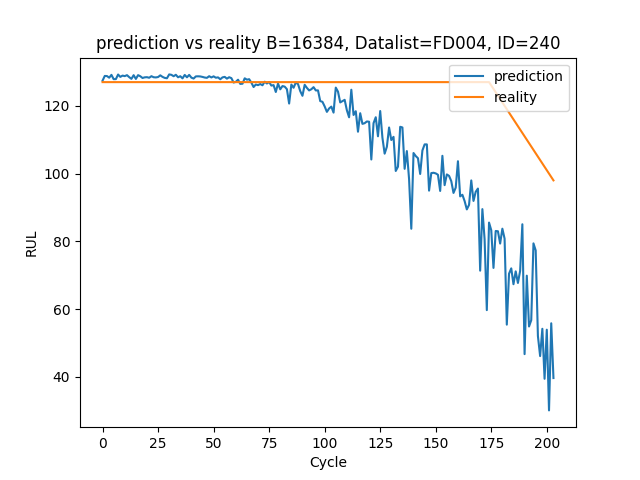 prediction vs reality B=16384, Datalist=FD004, ID=240
prediction
reality
RUL
120
100
80
60
40
0 25 50 75 100 125 150 175 200
Cycle